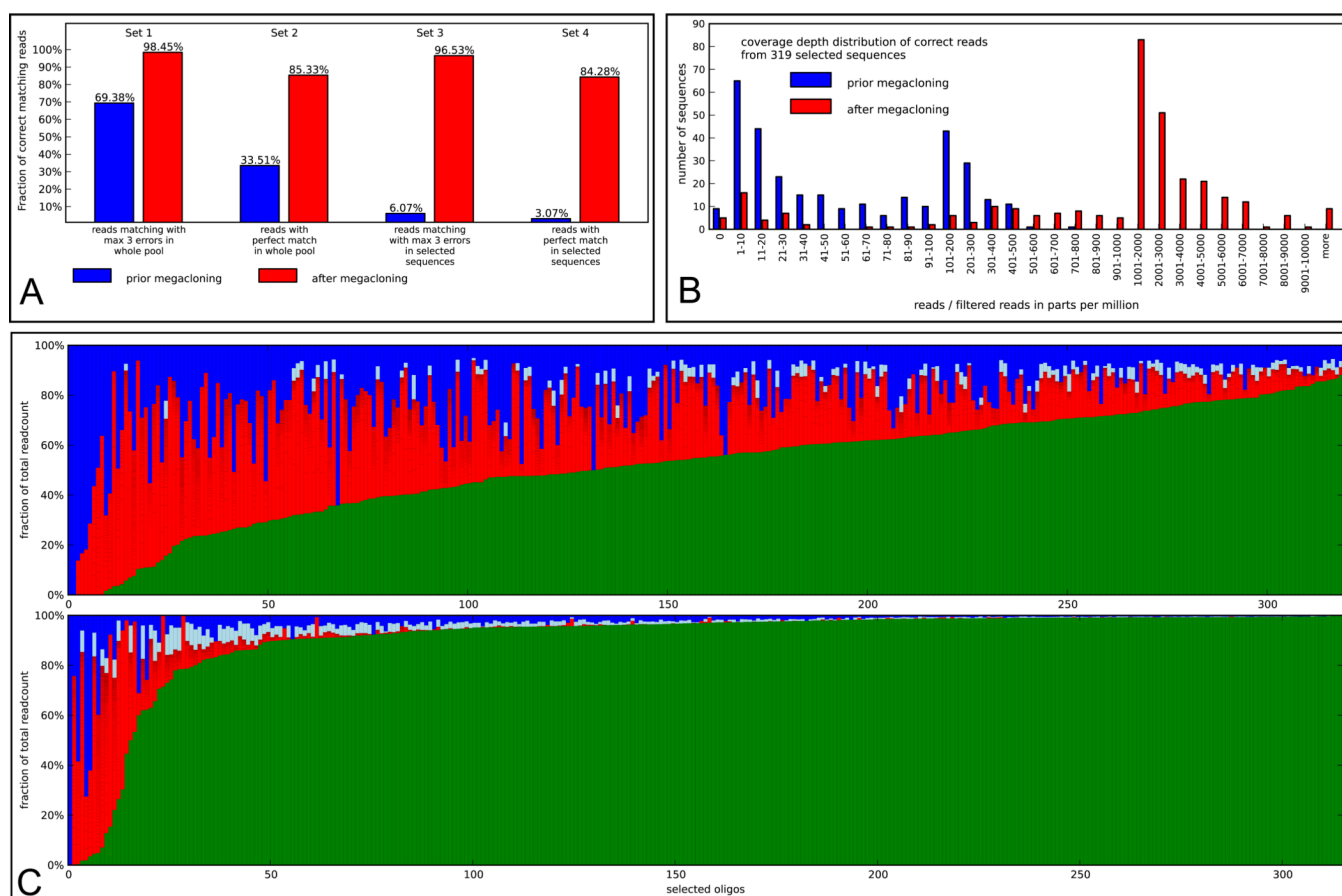 Set 1
Set 2
Set 3
Set 4
Fraction of correct matching reads
100%
90%
80%
70%
60%
50%
40%
30%
20%
10%
69.38%
98.45%
33.51%
85.33%
6.07%
96.53%
3.07%
84.28%
reads matching with
max 3 errors in
whole pool
reads with
perfect match
in whole pool
reads matching
with max 3 errors
in selected
sequences
reads with
perfect match
in selected
sequences
prior megacloning
after megacloning
A
number of sequences
90
80
70
60
50
40
30
20
10
0
coverage depth distribution of correct reads
from 319 selected sequences
prior megacloning
after megacloning
0
1-10
11-20
21-30
31-40
41-50
51-60
61-70
71-80
81-90
91-100
101-200
201-300
301-400
401-500
501-600
601-700
701-800
801-900
901-1000
1001-2000
2001-3000
3001-4000
4001-5000
5001-6000
6001-7000
7001-8000
8001-9000
9001-10000
more
reads / filtered reads in parts per million
B
fraction of total readcount
100%
80%
60%
40%
20%
0%
0
50
100
150
200
250
300
fraction of total readcount
100%
80%
60%
40%
20%
0%
0
50
100
150
200
250
300
selected oligos
C